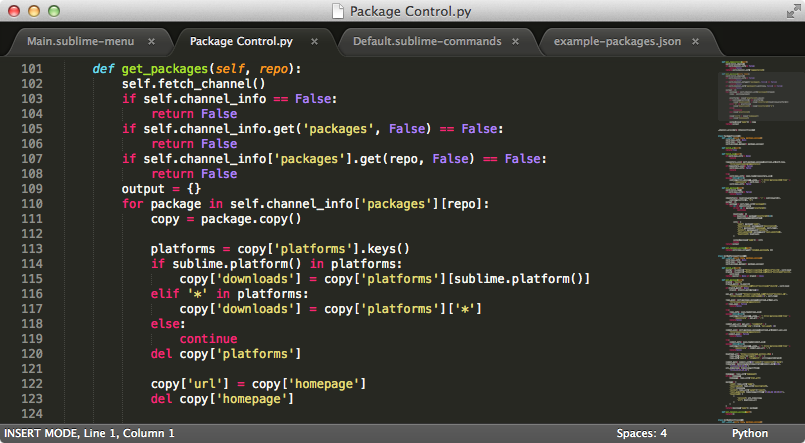 Package Control.py
Main.sublime-menu × Package Control.py × Default.sublime-commands × example-packages.json ×
101 def get_packages(self, repo):
102 self.fetch_channel()
103 if self.channel_info == False:
104 return False
105 if self.channel_info.get('packages', False) == False:
106 return False
107 if self.channel_info['packages'].get(repo, False) == False:
108 return False
109 output = {}
110 for package in self.channel_info['packages'][repo]:
111 copy = package.copy()
112
113 platforms = copy['platforms'].keys()
114 if sublime.platform() in platforms:
115 copy['downloads'] = copy['platforms'][sublime.platform()]
116 elif '*' in platforms:
117 copy['downloads'] = copy['platforms']['*']
118 else:
119 continue
120 del copy['platforms']
121
122 copy['url'] = copy['homepage']
123 del copy['homepage']
124
INSERT MODE, Line 1, Column 1 Spaces: 4 Python